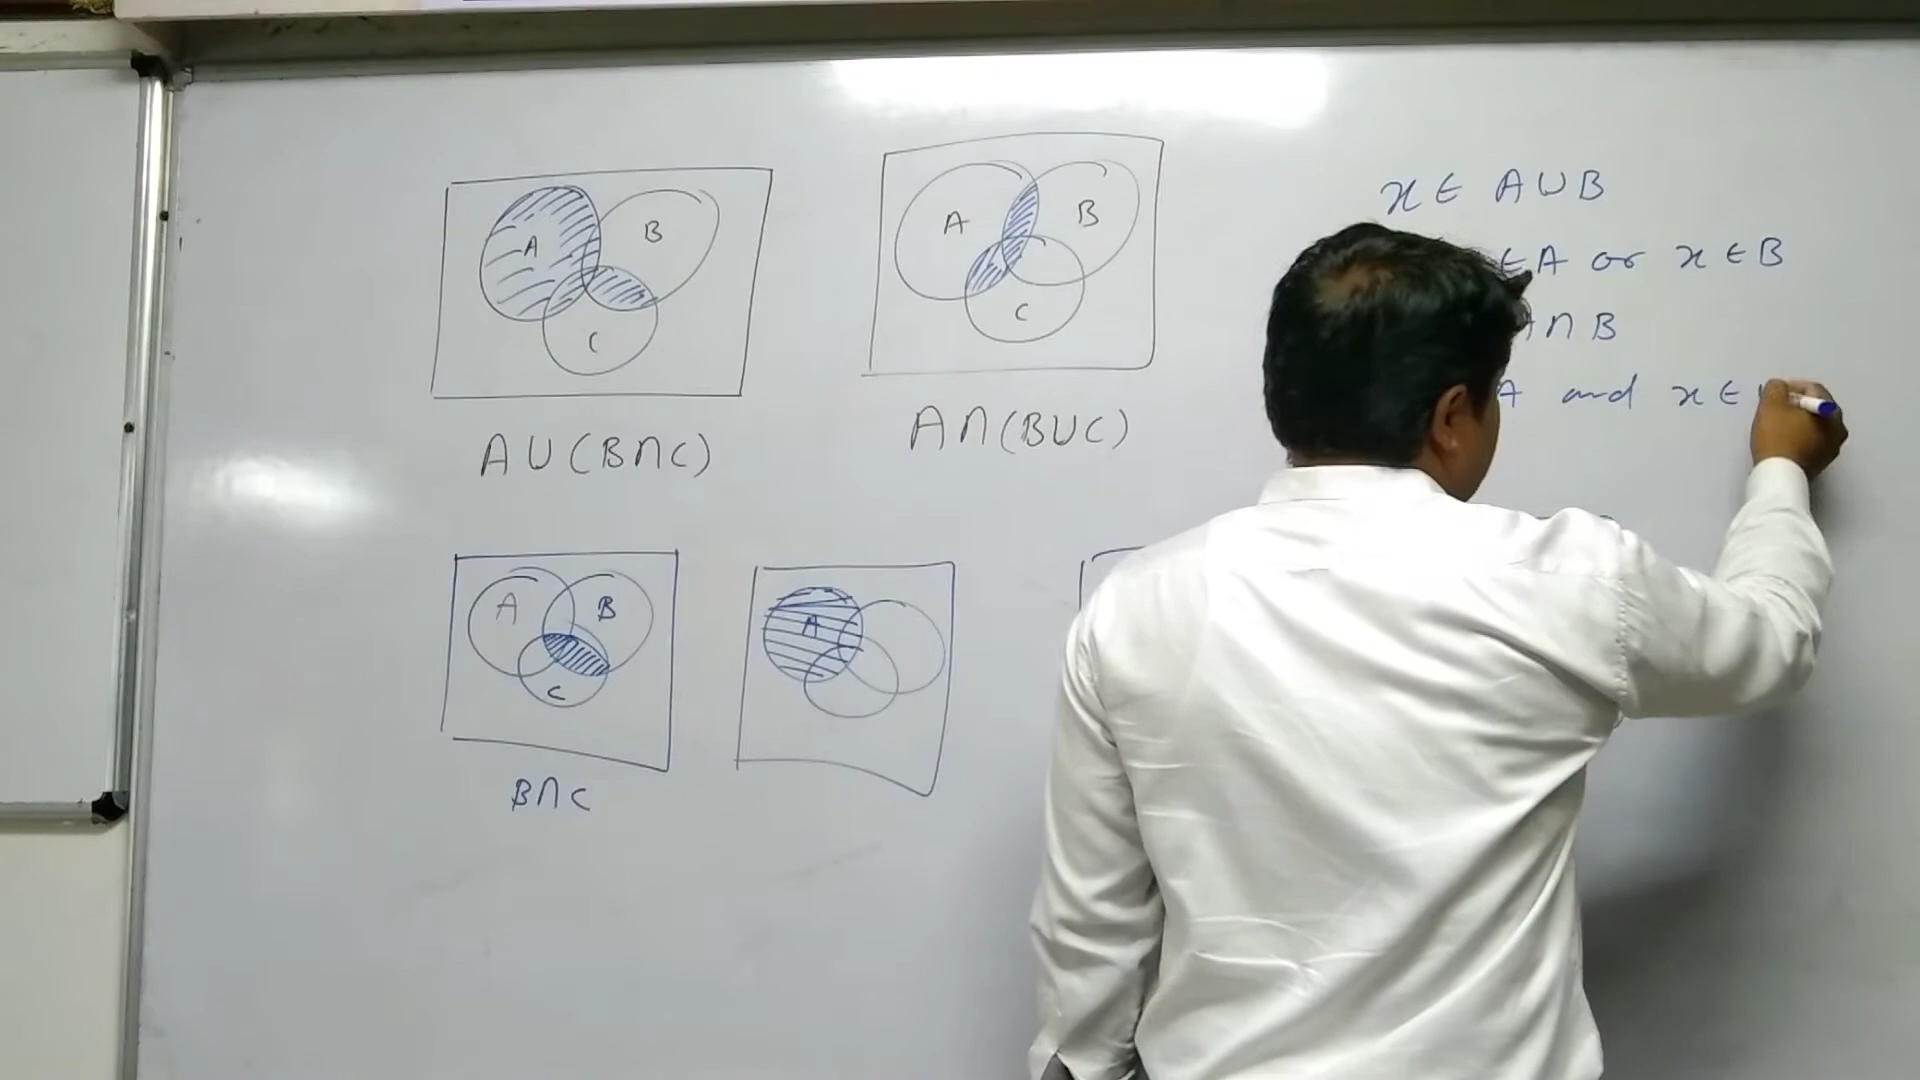 A
B
C
A ∪ (B ∩ C)
A
B
C
A ∩ (B ∪ C)
x ∈ A ∪ B
∈ A or x ∈ B
∩ B
A and x ∈
A
B
C
B ∩ C
A